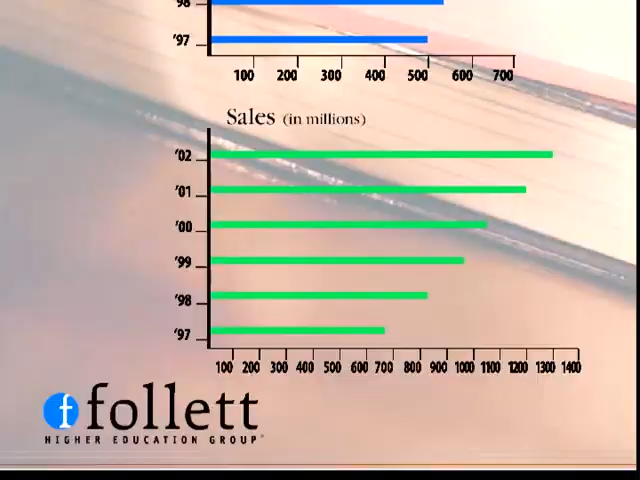 '98
'97
100 200 300 400 500 600 700
Sales (in millions)
'02
'01
'00
'99
'98
'97
100 200 300 400 500 600 700 800 900 1000 1100 1200 1300 1400
f follett
HIGHER EDUCATION GROUP